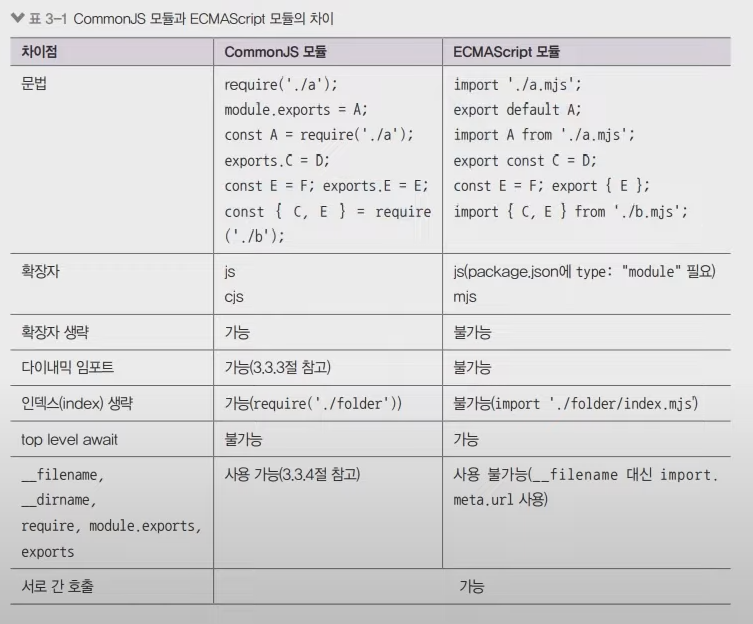 표 3-1 CommonJS 모듈과 ECMAScript 모듈의 차이
차이점 CommonJS 모듈 ECMAScript 모듈
문법
require('./a');
module.exports = A;
const A = require('./a');
exports.C = D;
const E = F; exports.E = E;
const { C, E } = require
('./b');
import './a.mjs';
export default A;
import A from './a.mjs';
export const C = D;
const E = F; export { E };
import { C, E } from './b.mjs';
확장자
js
cjs
js(package.json에 type: "module" 필요)
mjs
확장자 생략 가능 불가능
다이내믹 임포트 가능(3.3.3절 참고) 불가능
인덱스(index) 생략 가능(require('./folder')) 불가능(import './folder/index.mjs')
top level await 불가능 가능
__filename,
__dirname,
require, module.exports,
exports
사용 가능(3.3.4절 참고)
사용 불가능(__filename 대신 import.
meta.url 사용)
서로 간 호출 가능